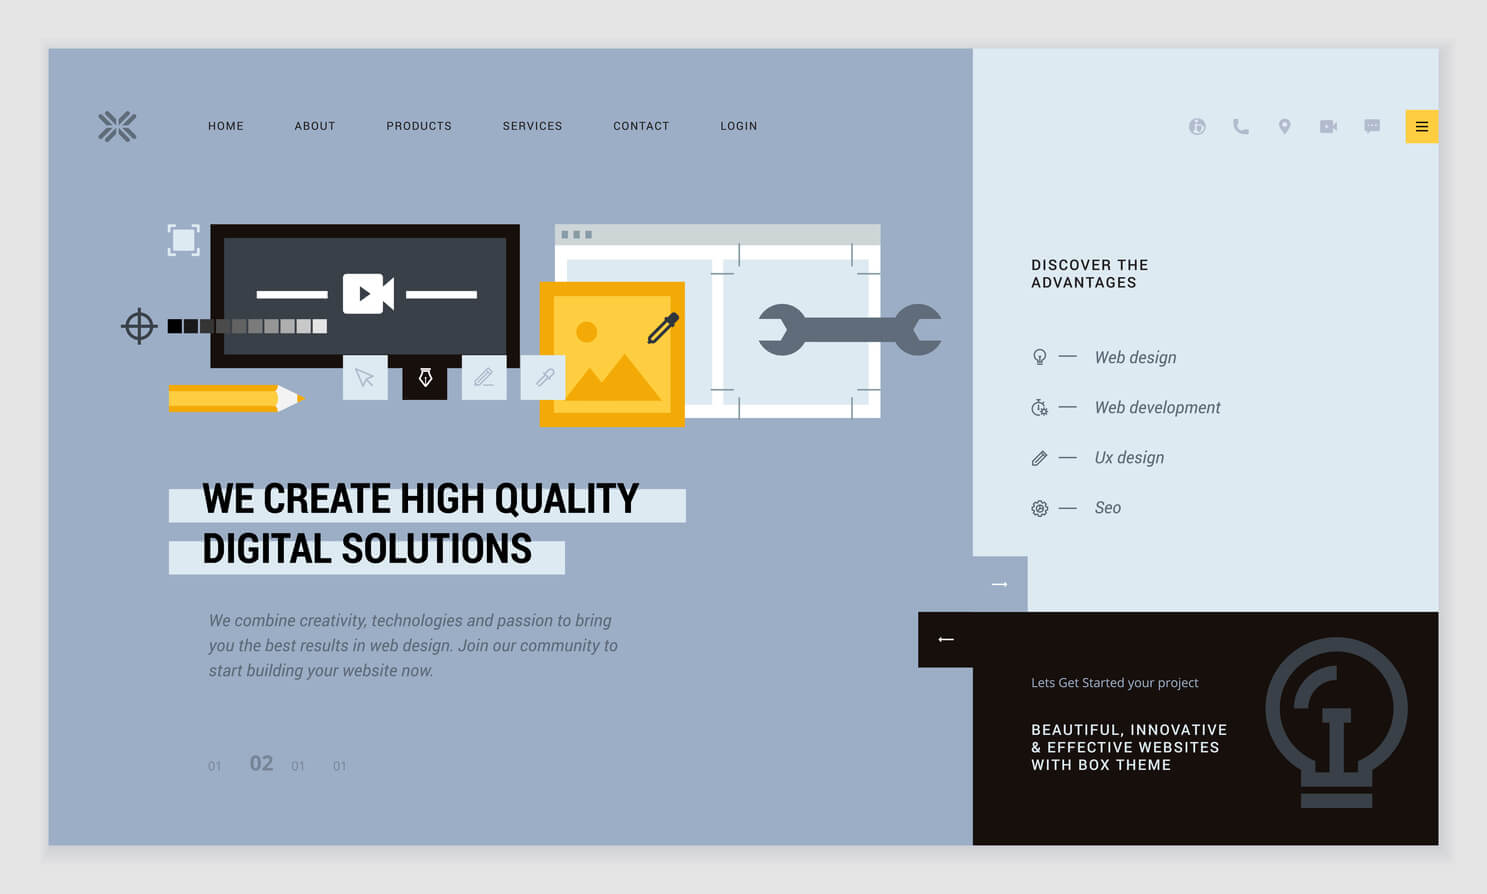 HOME ABOUT PRODUCTS SERVICES CONTACT LOGIN
WE CREATE HIGH QUALITY
DIGITAL SOLUTIONS
We combine creativity, technologies and passion to bring
you the best results in web design. Join our community to
start building your website now.
01 02 01 01
DISCOVER THE
ADVANTAGES
Web design
Web development
Ux design
Seo
Lets Get Started your project
BEAUTIFUL, INNOVATIVE
& EFFECTIVE WEBSITES
WITH BOX THEME